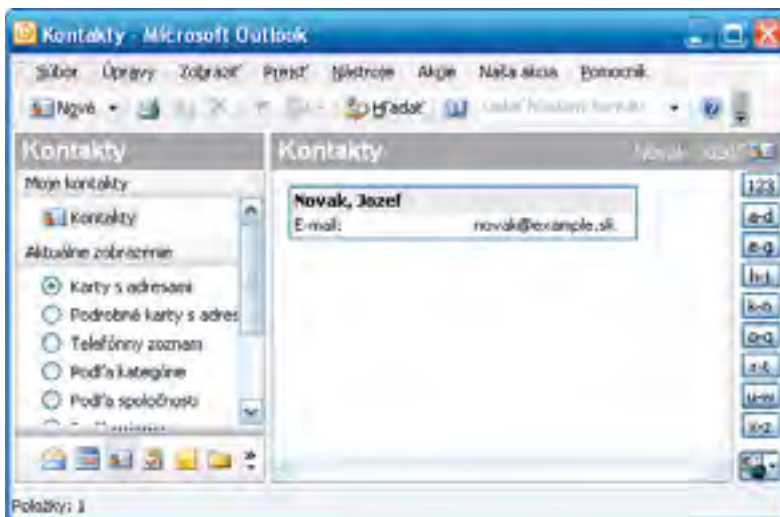 Kontakty - Microsoft Outlook
Súbor Úpravy Zobraziť Prejsť Nástroje Akcie Naša akcia Pomocník
Nové Hľadať
Kontakty
Moje kontakty
Kontakty
Aktuálne zobrazenie
Karty s adresami
Podrobné karty s adres
Telefónny zoznam
Podľa kategórie
Podľa spoločnosti
Kontakty
Novak, Jozef
E-mail: novak@example.sk
123
a-d
e-g
h-j
k-n
o-q
r-t
u-w
x-z
Položky: 1